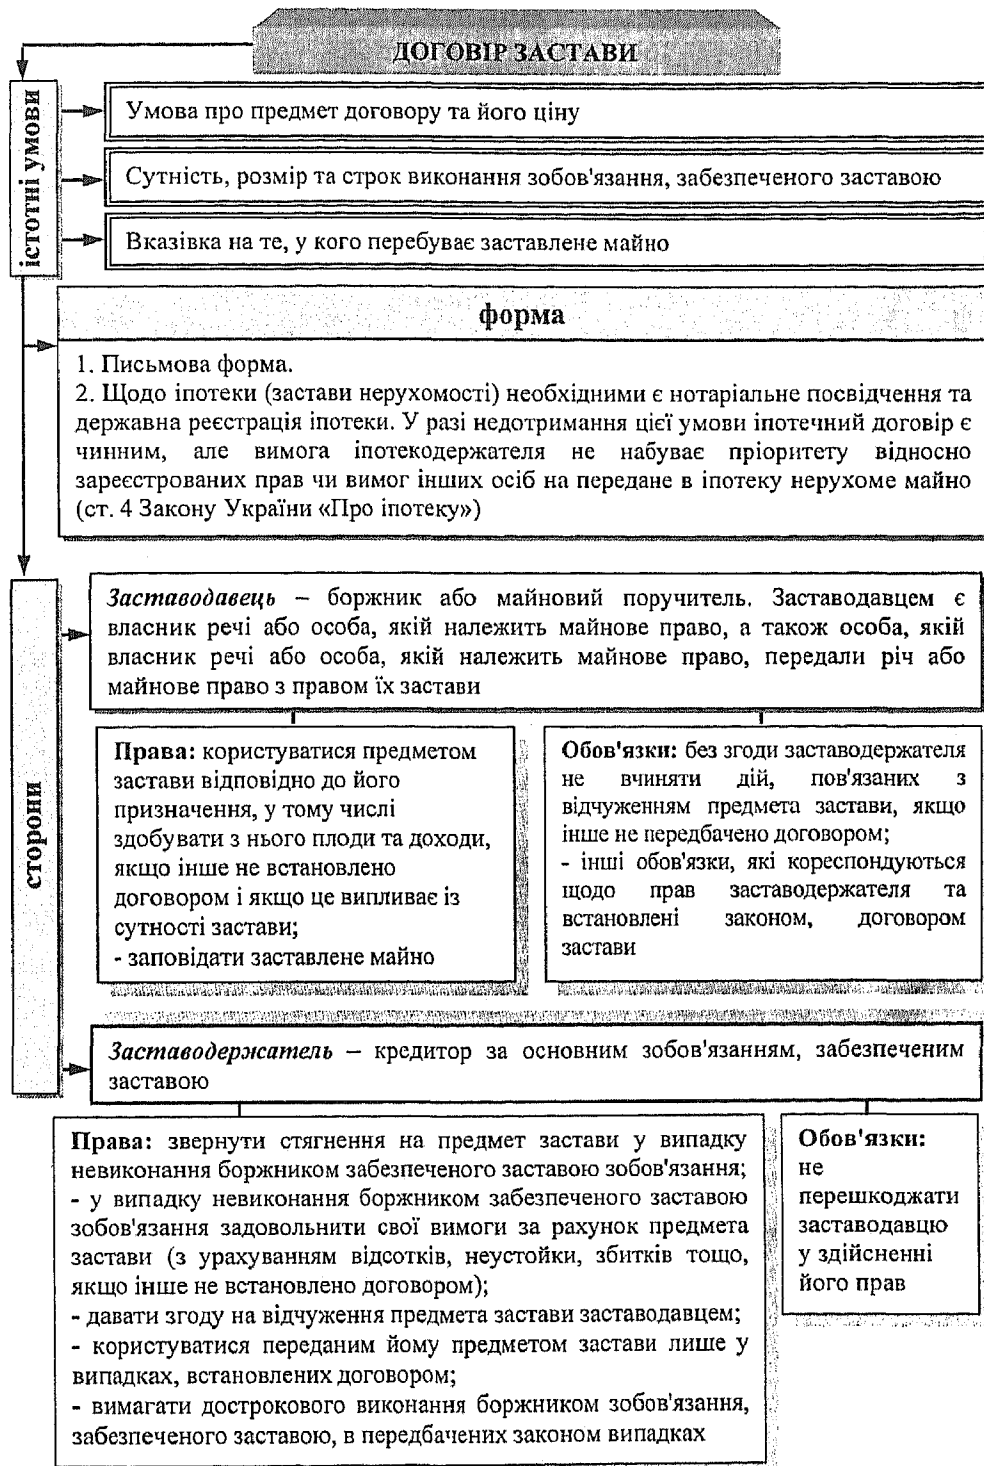 ДОГОВІР ЗАСТАВИ
істотні умови
Умова про предмет договору та його ціну
Сутність, розмір та строк виконання зобов'язання, забезпеченого заставою
Вказівка на те, у кого перебуває заставлене майно
форма
1. Письмова форма.
2. Щодо іпотеки (застави нерухомості) необхідними є нотаріальне посвідчення та
державна реєстрація іпотеки. У разі недотримання цієї умови іпотечний договір є
чинним, але вимога іпотекодержателя не набуває пріоритету відносно
зареєстрованих прав чи вимог інших осіб на передане в іпотеку нерухоме майно
(ст. 4 Закону України «Про іпотеку»)
сторони
Заставодавець – боржник або майновий поручитель. Заставодавцем є
власник речі або особа, якій належить майнове право, а також особа, якій
власник речі або особа, якій належить майнове право, передали річ або
майнове право з правом їх застави
Права: користуватися предметом
застави відповідно до його
призначення, у тому числі
здобувати з нього плоди та доходи,
якщо інше не встановлено
договором і якщо це випливає із
сутності застави;
- заповідати заставлене майно
Обов'язки: без згоди заставодержателя
не вчиняти дій, пов'язаних з
відчуженням предмета застави, якщо
інше не передбачено договором;
- інші обов'язки, які кореспондуються
щодо прав заставодержателя та
встановлені законом, договором
застави
Заставодержатель – кредитор за основним зобов'язанням, забезпеченим
заставою
Права: звернути стягнення на предмет застави у випадку
невиконання боржником забезпеченого заставою зобов'язання;
- у випадку невиконання боржником забезпеченого заставою
зобов'язання задовольнити свої вимоги за рахунок предмета
застави (з урахуванням відсотків, неустойки, збитків тощо,
якщо інше не встановлено договором);
- давати згоду на відчуження предмета застави заставодавцем;
- користуватися переданим йому предметом застави лише у
випадках, встановлених договором;
- вимагати дострокового виконання боржником зобов'язання,
забезпеченого заставою, в передбачених законом випадках
Обов'язки:
не
перешкоджати
заставодавцю
у здійсненні
його прав